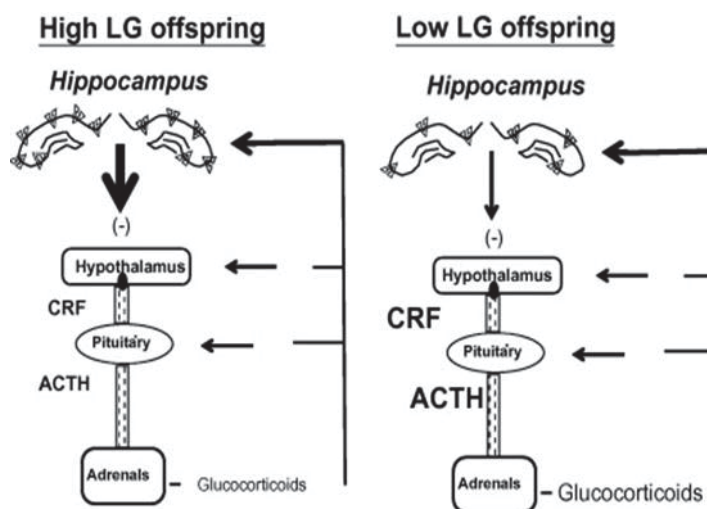 High LG offspring
Hippocampus
(-)
Hypothalamus
CRF
Pituitary
ACTH
Adrenals
– Glucocorticoids
Low LG offspring
Hippocampus
(-)
Hypothalamus
CRF
Pituitary
ACTH
Adrenals
– Glucocorticoids